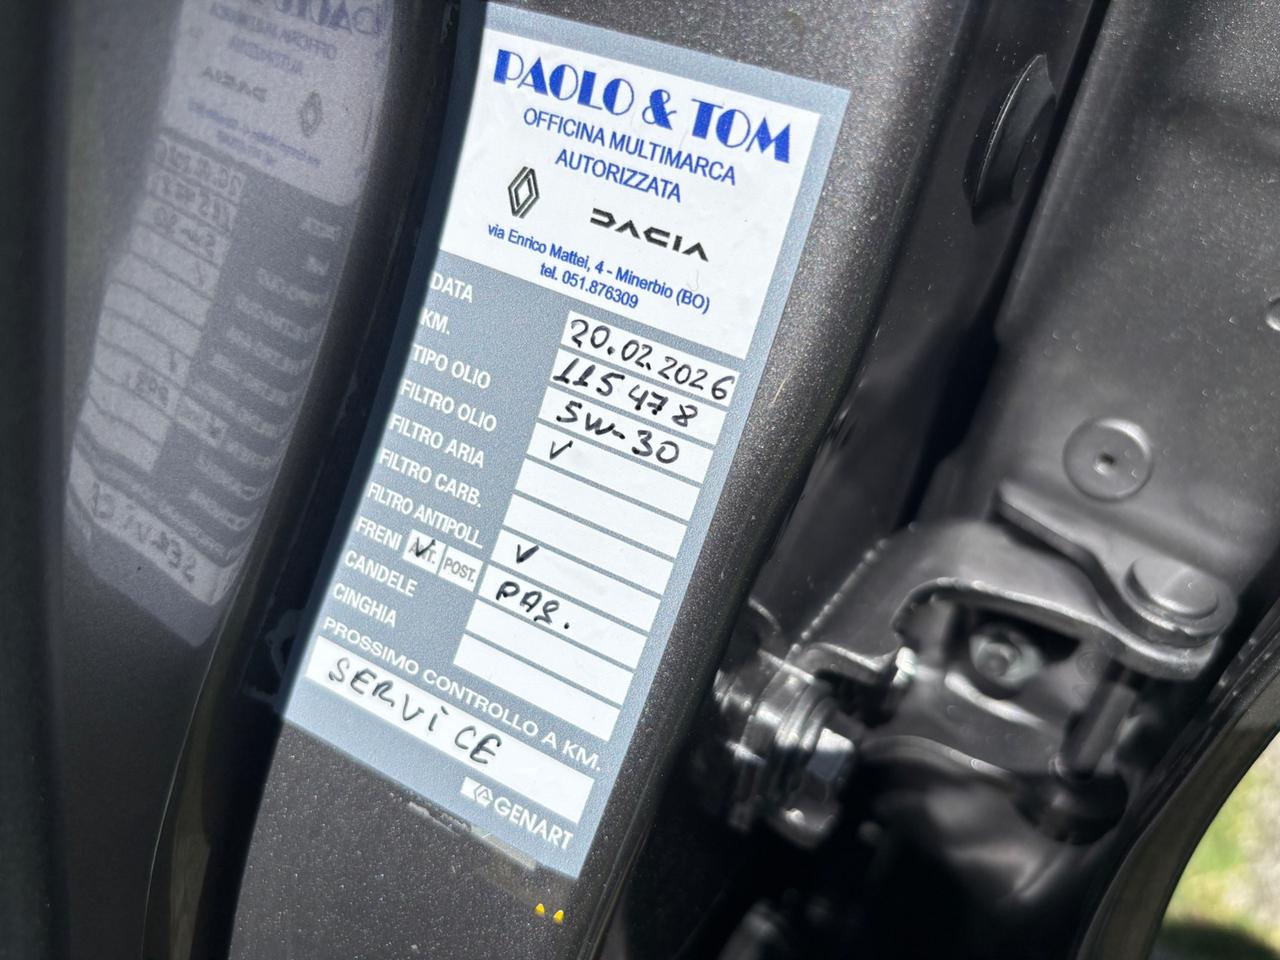 PAOLO & TOM
OFFICINA MULTIMARCA
AUTORIZZATA
DACIA
via Enrico Mattei, 4 - Minerbio (BO)
tel. 051.876309
DATA 20.02.2026
KM. 115478
TIPO OLIO 5W-30
FILTRO OLIO ✓
FILTRO ARIA
FILTRO CARB.
FILTRO ANTIPOLL. ✓
FRENI ANT. ✓ POST. PAS.
CANDELE
CINGHIA
PROSSIMO CONTROLLO A KM.
SERVICE
GENART